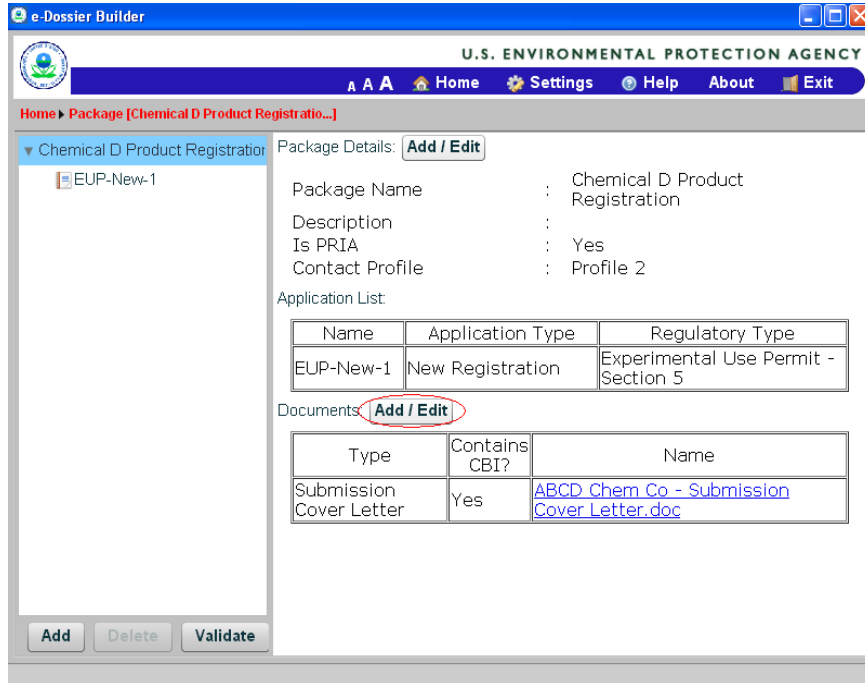 e-Dossier Builder
U.S. ENVIRONMENTAL PROTECTION AGENCY
A A A Home Settings Help About Exit
Home Package [Chemical D Product Registratio...]
Chemical D Product Registration
EUP-New-1
Package Details: Add / Edit
Package Name : Chemical D Product
Registration
Description :
Is PRIA : Yes
Contact Profile : Profile 2
Application List:
Name Application Type Regulatory Type
EUP-New-1 New Registration Experimental Use Permit -
Section 5
Documents: Add / Edit
Type Contains
CBI? Name
Submission
Cover Letter Yes ABCD Chem Co - Submission
Cover Letter.doc
Add Delete Validate